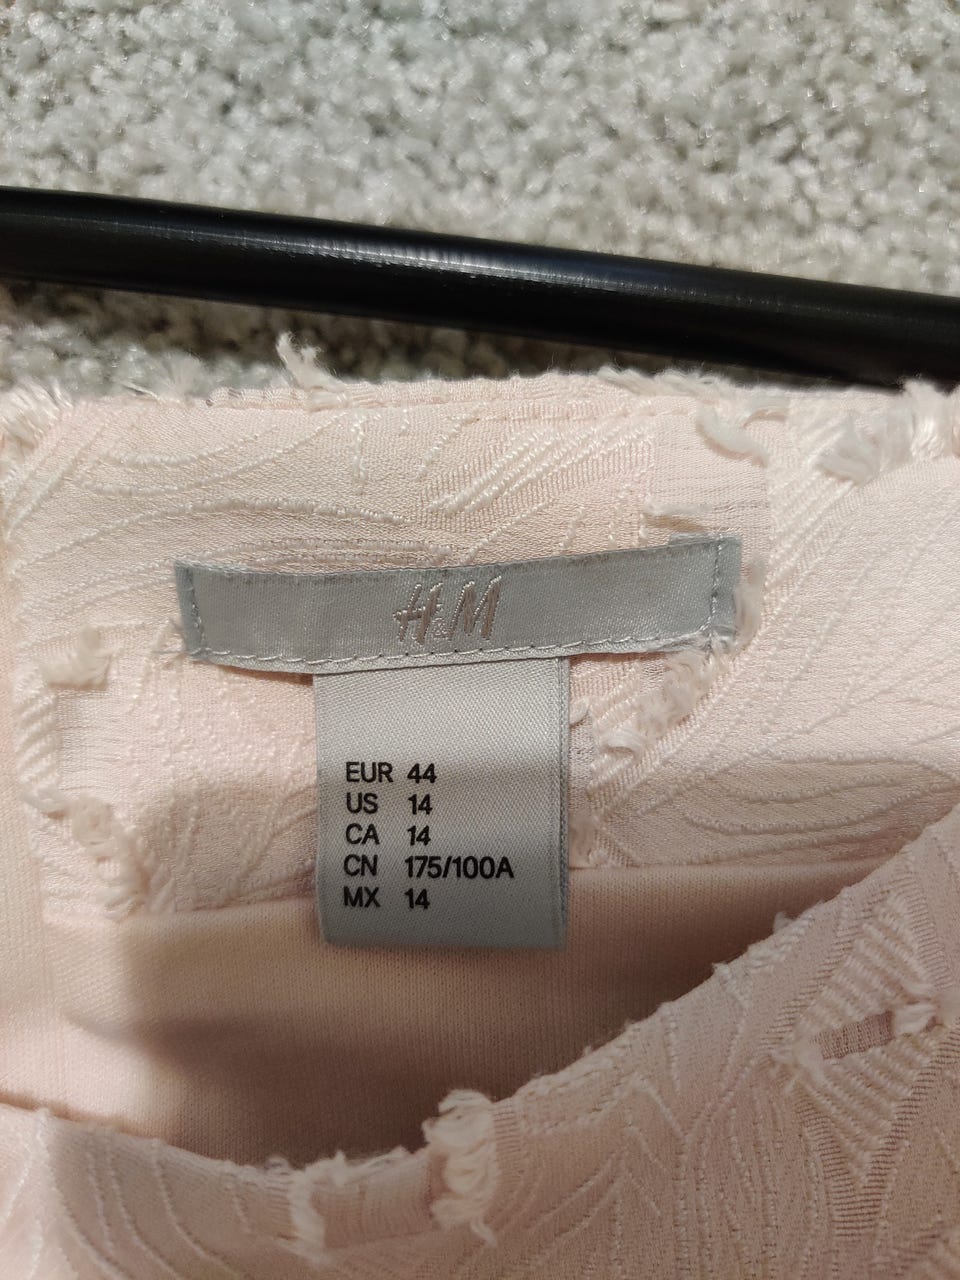 H&M
EUR 44
US 14
CA 14
CN 175/100A
MX 14